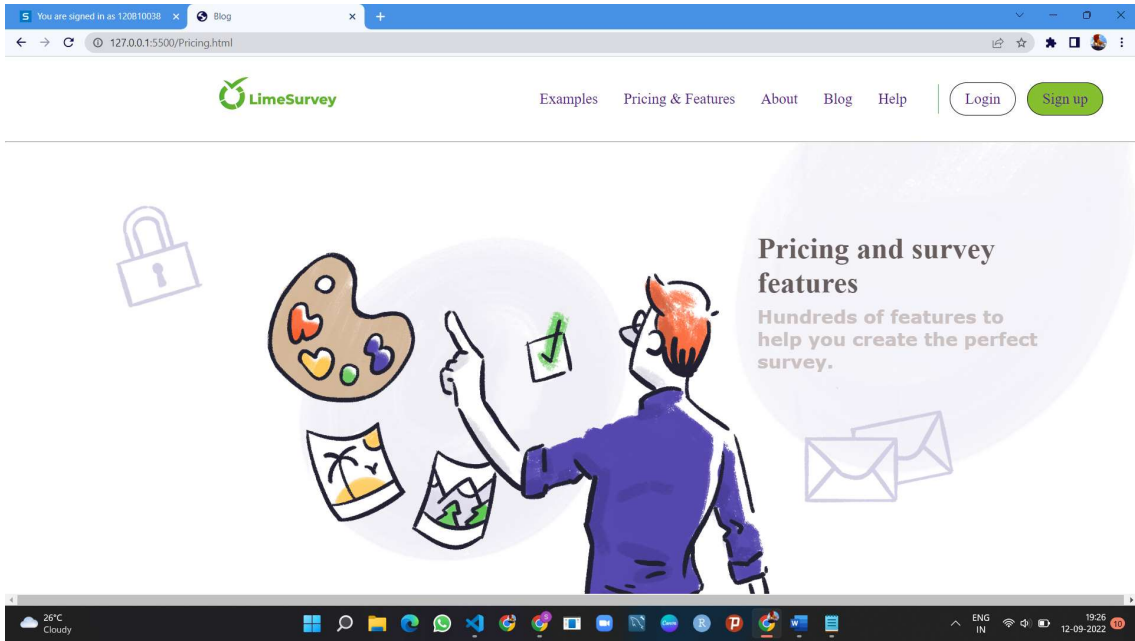 You are signed in as 120B10038
Blog
127.0.0.1:5500/Pricing.html
LimeSurvey
Examples Pricing & Features About Blog Help Login Sign up
Pricing and survey
features
Hundreds of features to
help you create the perfect
survey.
26°C
Cloudy
ENG
IN
19:26
12-09-2022
10